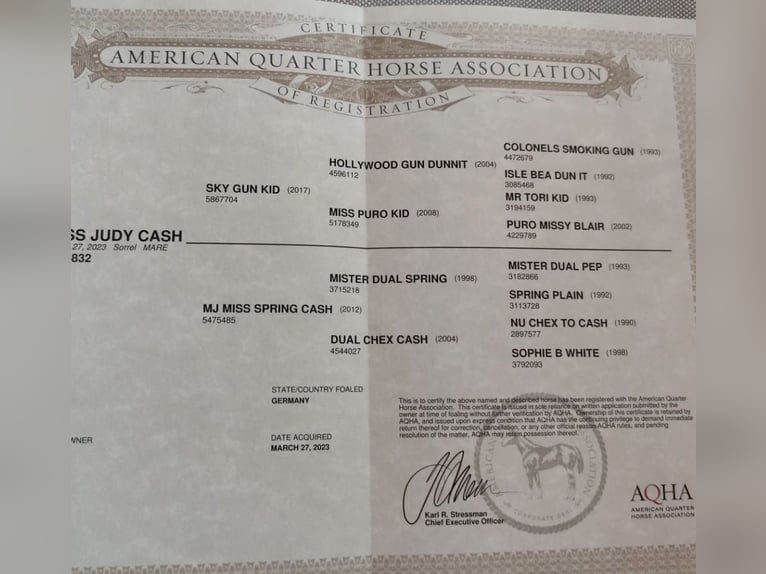 CERTIFICATE
AMERICAN QUARTER HORSE ASSOCIATION
OF REGISTRATION
COLONELS SMOKING GUN (1993)
4472679
HOLLYWOOD GUN DUNNIT (2004)
4596112
ISLE BEA DUN IT (1992)
3085468
SKY GUN KID (2017)
5867704
MR TORI KID (1993)
3194159
MISS PURO KID (2008)
5178349
PURO MISSY BLAIR (2002)
4229789
SS JUDY CASH
27, 2023 Sorrel MARE
832
MISTER DUAL PEP (1993)
3182866
MISTER DUAL SPRING (1998)
3715218
SPRING PLAIN (1992)
3113728
MJ MISS SPRING CASH (2012)
5475485
NU CHEX TO CASH (1990)
2897577
DUAL CHEX CASH (2004)
4544027
SOPHIE B WHITE (1998)
3792093
STATE/COUNTRY FOALED
GERMANY
This is to certify the above named and described horse has been registered with the American Quarter
Horse Association. This certificate is issued in sole reliance on written application submitted by the
owner at time of foaling without further verification by AQHA. Ownership of this certificate is retained by
AQHA, and issued upon express condition that AQHA has the continuing privilege to demand immediate
return thereof for correction, cancellation, or any other official reason AQHA rules, and pending
resolution of the matter, AQHA may retain possession thereof.
WNER
DATE ACQUIRED
MARCH 27, 2023
Karl R. Stressman
Chief Executive Officer
CORPORATE SEAL
AQHA
AMERICAN QUARTER
HORSE ASSOCIATION